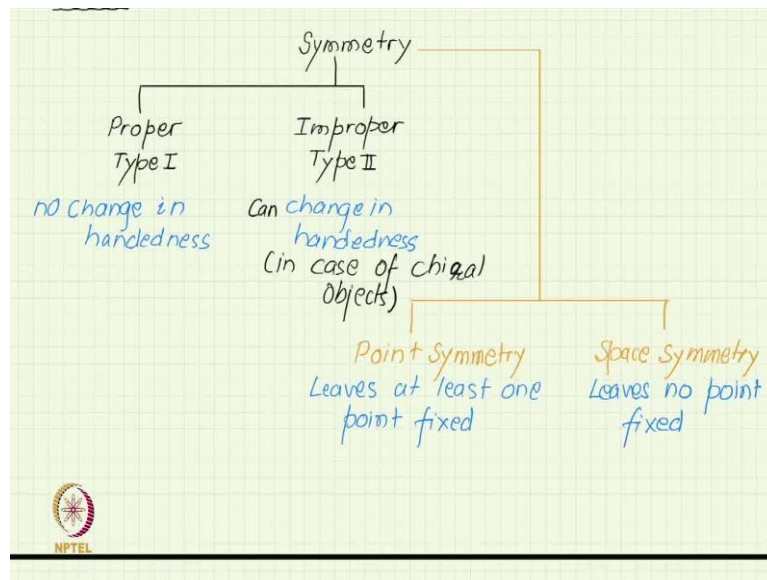 Symmetry
Proper
Type I
no change in
handedness
Improper
Type II
Can change in
handedness
(in case of chiral
objects)
Point Symmetry
Leaves at least one
point fixed
Space Symmetry
Leaves no point
fixed
NPTEL